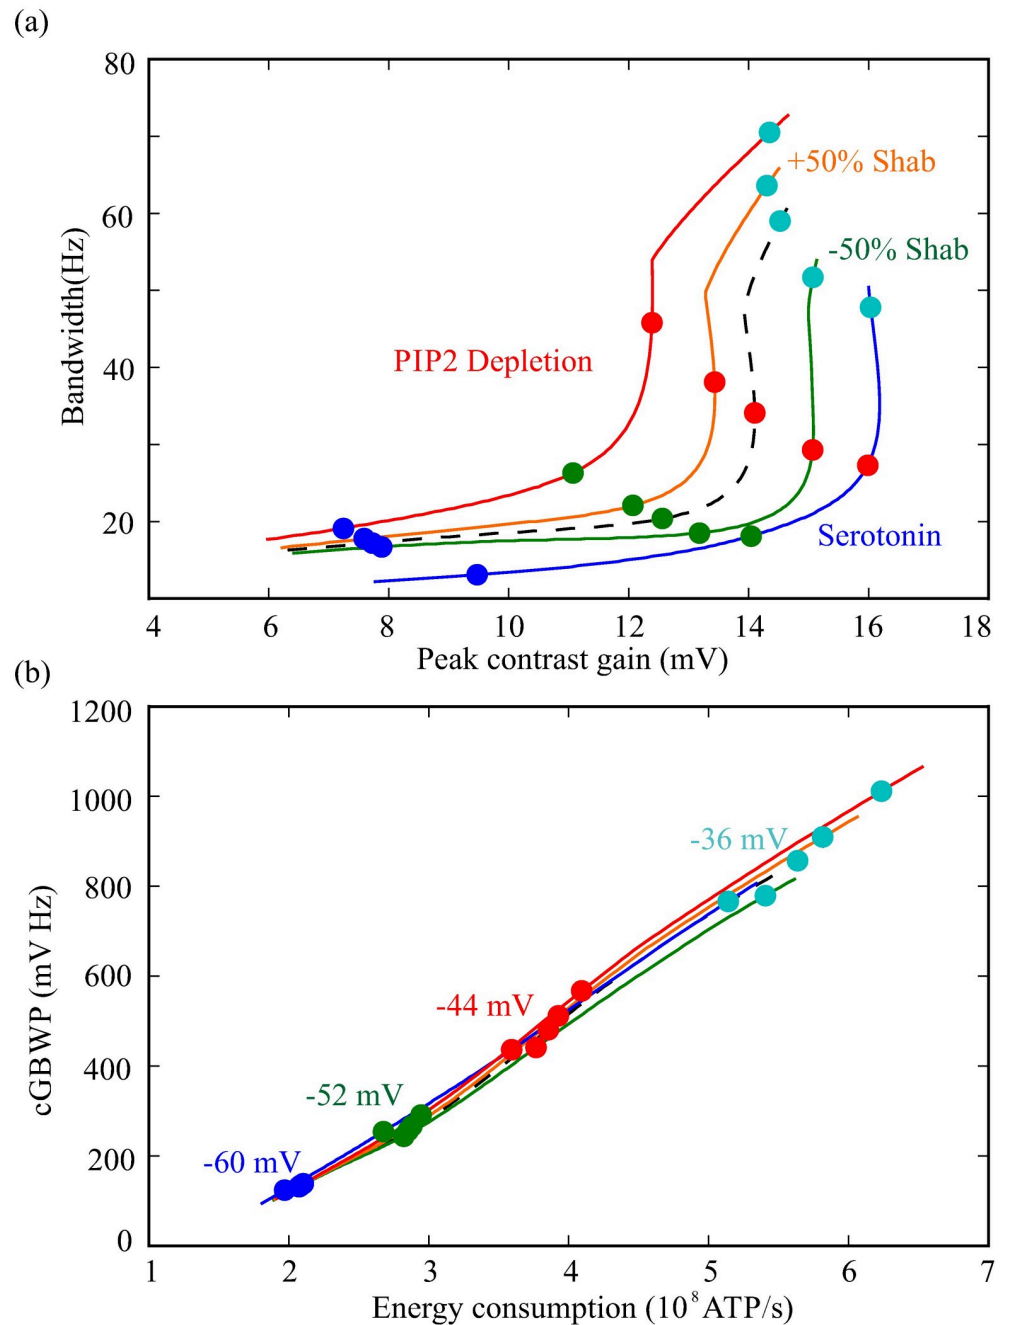 (a)
80
60
40
20
Bandwidth(Hz)
+50% Shab
-50% Shab
PIP2 Depletion
Serotonin
4 6 8 10 12 14 16 18
Peak contrast gain (mV)
(b)
1200
1000
800
600
400
200
0
cGBWP (mV Hz)
-36 mV
-44 mV
-52 mV
-60 mV
1 2 3 4 5 6 7
Energy consumption (10⁸ ATP/s)